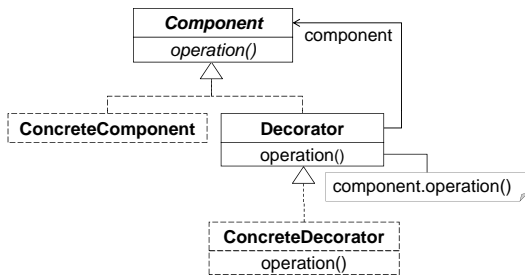 Component
operation()
component
ConcreteComponent
Decorator
operation()
component.operation()
ConcreteDecorator
operation()